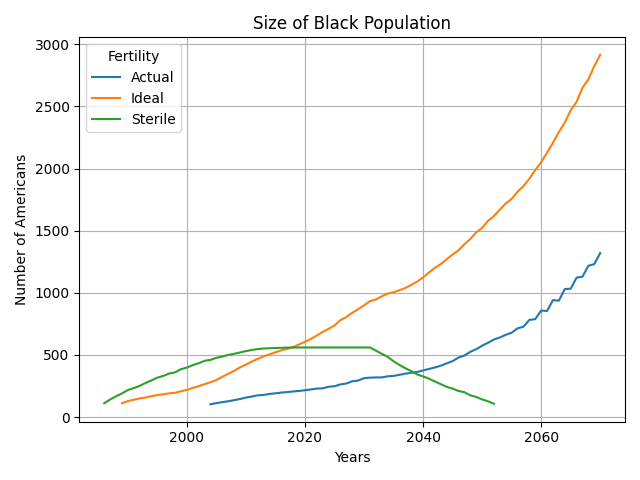 Size of Black Population
Fertility
Actual
Ideal
Sterile
3000
2500
2000
1500
1000
500
0
Number of Americans
2000 2020 2040 2060
Years